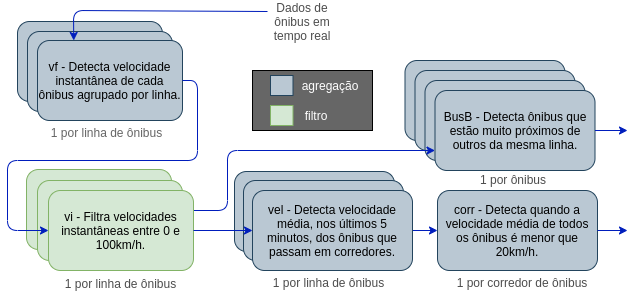 Dados de
ônibus em
tempo real
vf - Detecta velocidade
instantânea de cada
ônibus agrupado por linha.
1 por linha de ônibus
agregação
filtro
BusB - Detecta ônibus que
estão muito próximos de
outros da mesma linha.
1 por ônibus
vi - Filtra velocidades
instantâneas entre 0 e
100km/h.
1 por linha de ônibus
vel - Detecta velocidade
média, nos últimos 5
minutos, dos ônibus que
passam em corredores.
1 por linha de ônibus
corr - Detecta quando a
velocidade média de todos
os ônibus é menor que
20km/h.
1 por corredor de ônibus